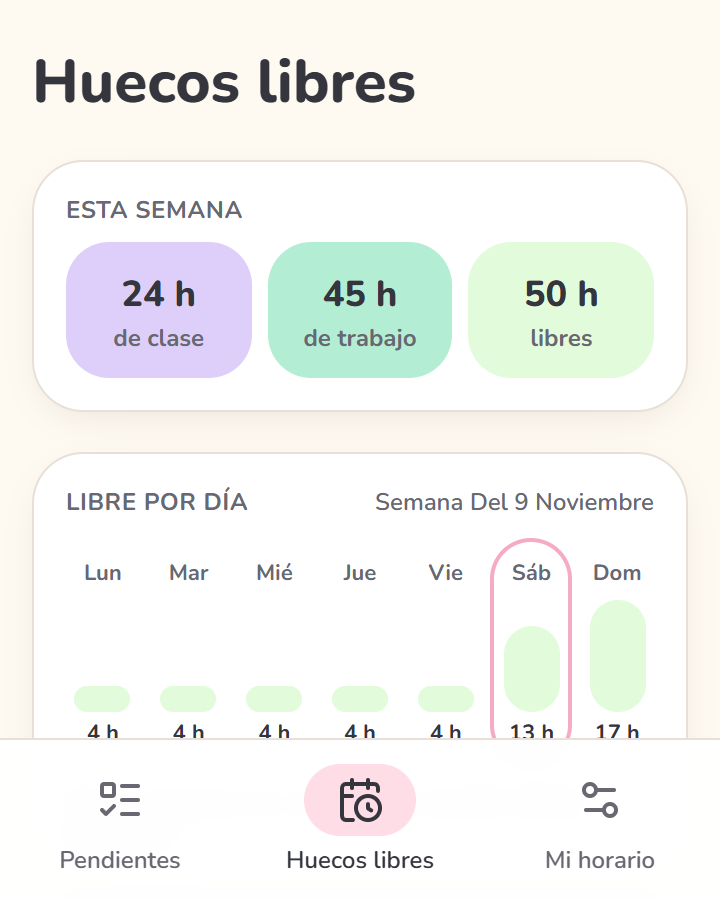 Huecos libres
ESTA SEMANA
24 h
de clase
45 h
de trabajo
50 h
libres
LIBRE POR DÍA
Semana Del 9 Noviembre
Lun Mar Mié Jue Vie Sáb Dom
4 h 4 h 4 h 4 h 4 h 13 h 17 h
Pendientes Huecos libres Mi horario